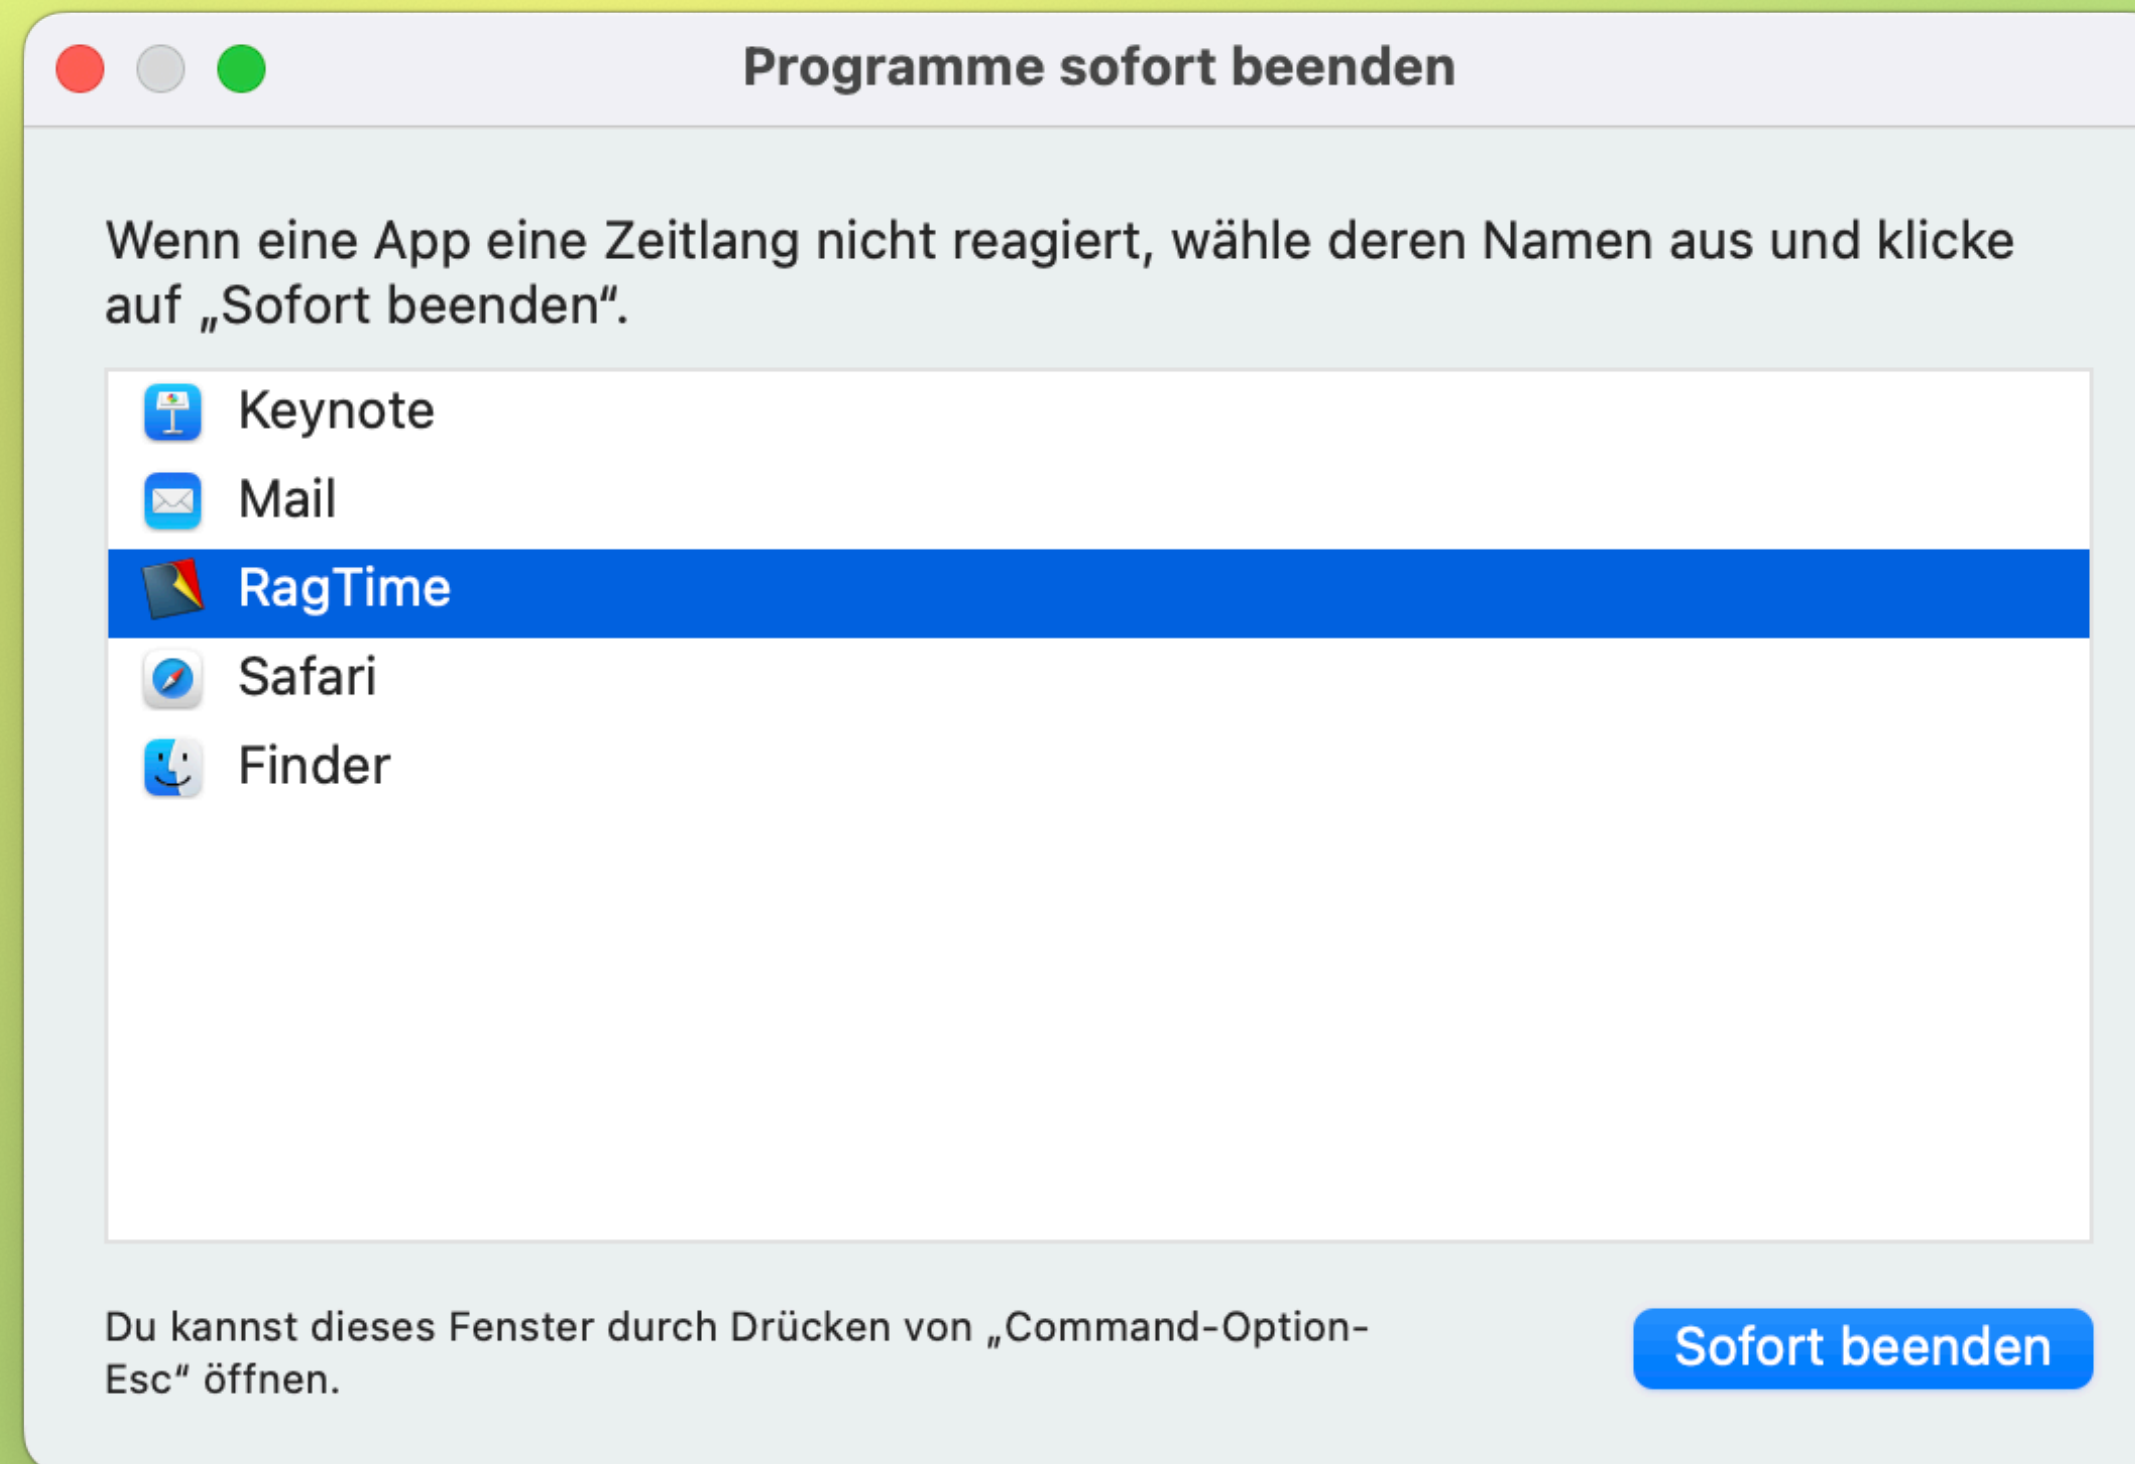 Programme sofort beenden
Wenn eine App eine Zeitlang nicht reagiert, wähle deren Namen aus und klicke
auf „Sofort beenden“.
Keynote
Mail
RagTime
Safari
Finder
Du kannst dieses Fenster durch Drücken von „Command-Option-
Esc“ öffnen.
Sofort beenden